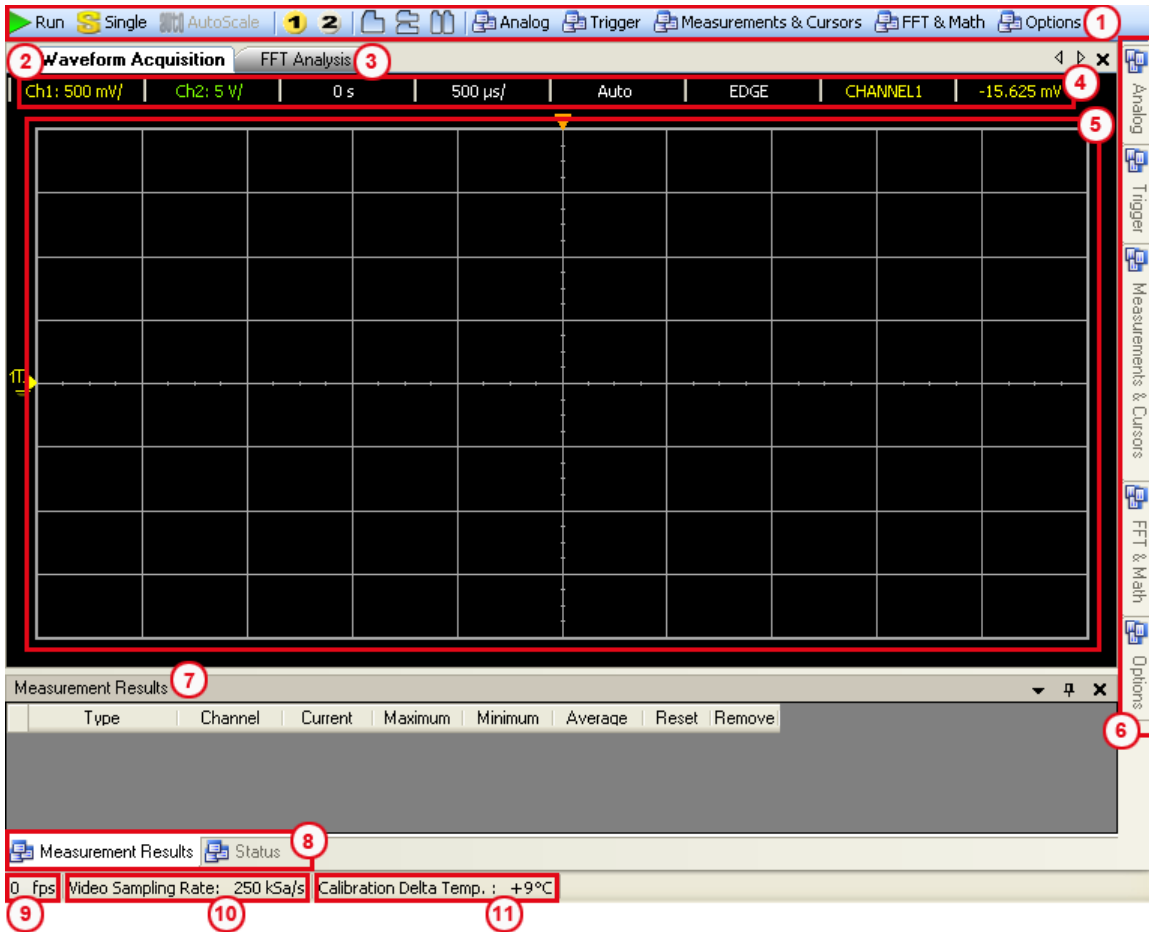 Run Single AutoScale 1 2 Analog Trigger Measurements & Cursors FFT & Math Options 1
2 Waveform Acquisition FFT Analysis 3
Ch1: 500 mV/ Ch2: 5 V/ 0 s 500 µs/ Auto EDGE CHANNEL1 -15.625 mV 4
5
Analog
Trigger
Measurements & Cursors
FFT & Math
Options
6
1T
Measurement Results 7
Type Channel Current Maximum Minimum Average Reset Remove
Measurement Results Status 8
0 fps Video Sampling Rate: 250 kSa/s Calibration Delta Temp. : +9°C
9 10 11